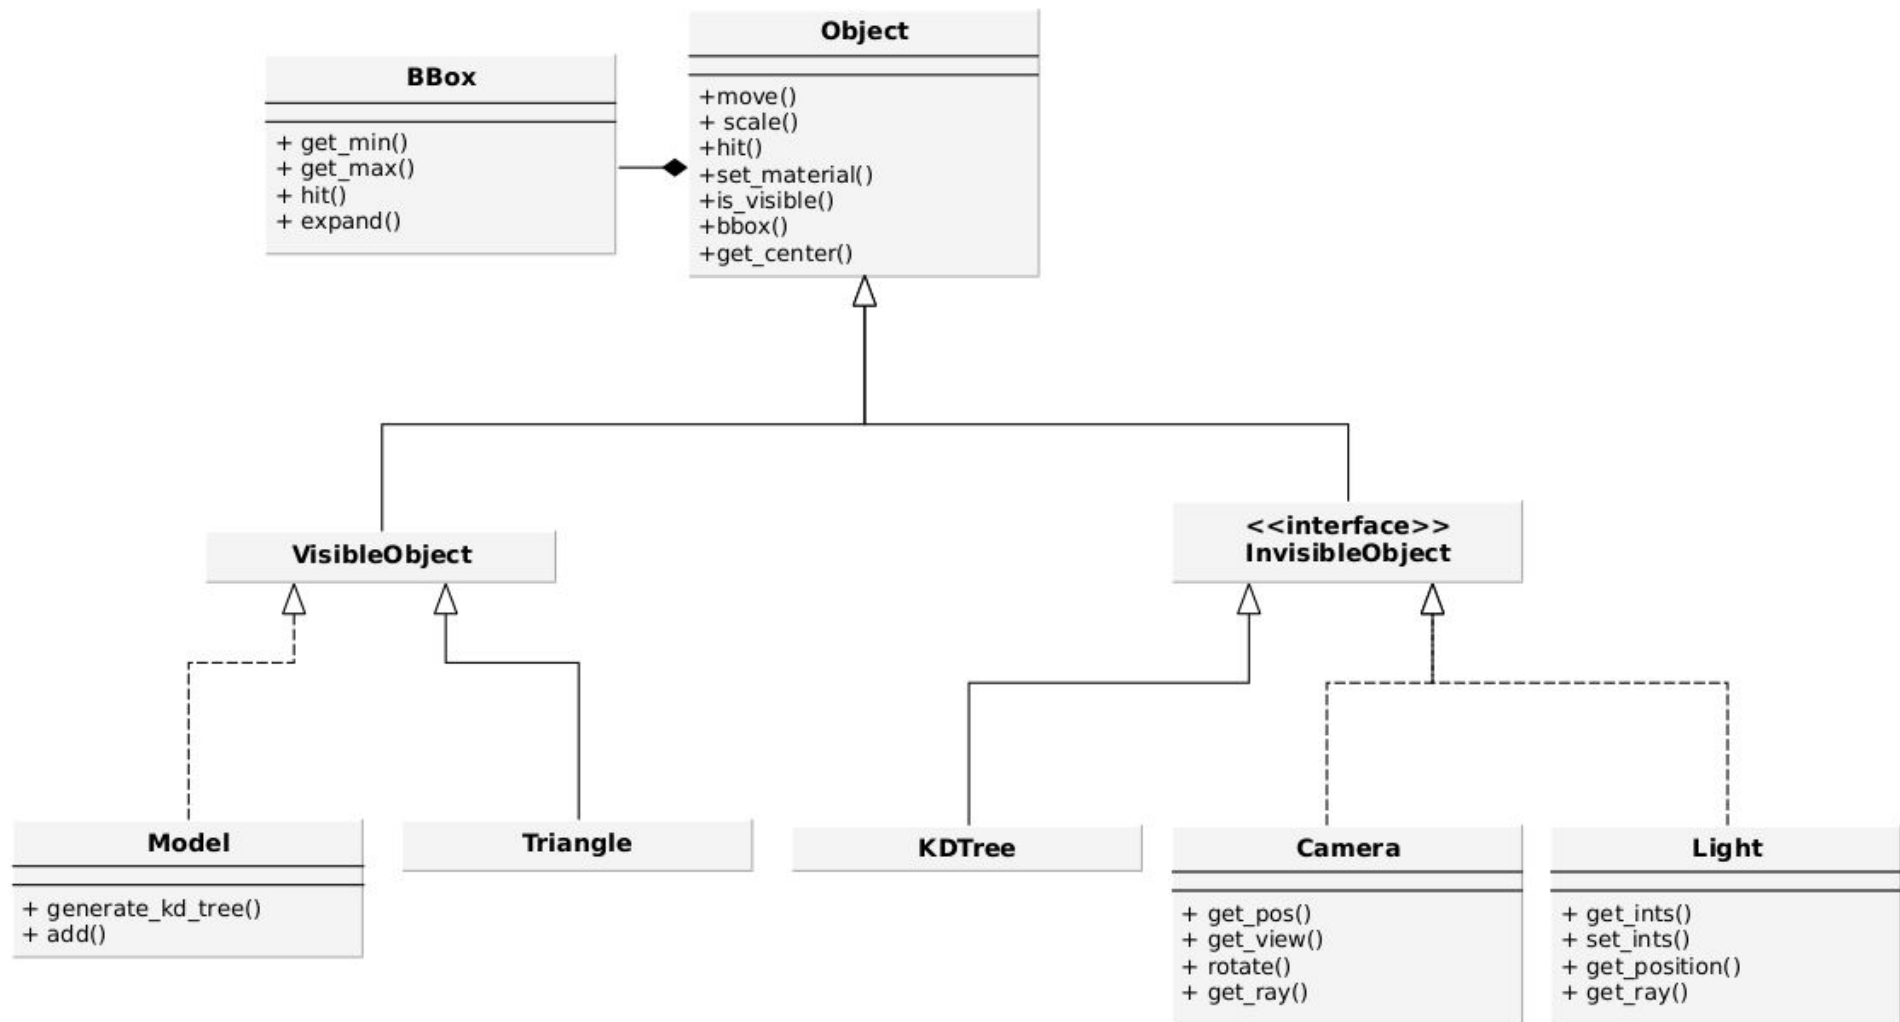 Object
+move()
+ scale()
+hit()
+set_material()
+is_visible()
+bbox()
+get_center()
BBox
+ get_min()
+ get_max()
+ hit()
+ expand()
VisibleObject
<<interface>>
InvisibleObject
Model
+ generate_kd_tree()
+ add()
Triangle
KDTree
Camera
+ get_pos()
+ get_view()
+ rotate()
+ get_ray()
Light
+ get_ints()
+ set_ints()
+ get_position()
+ get_ray()